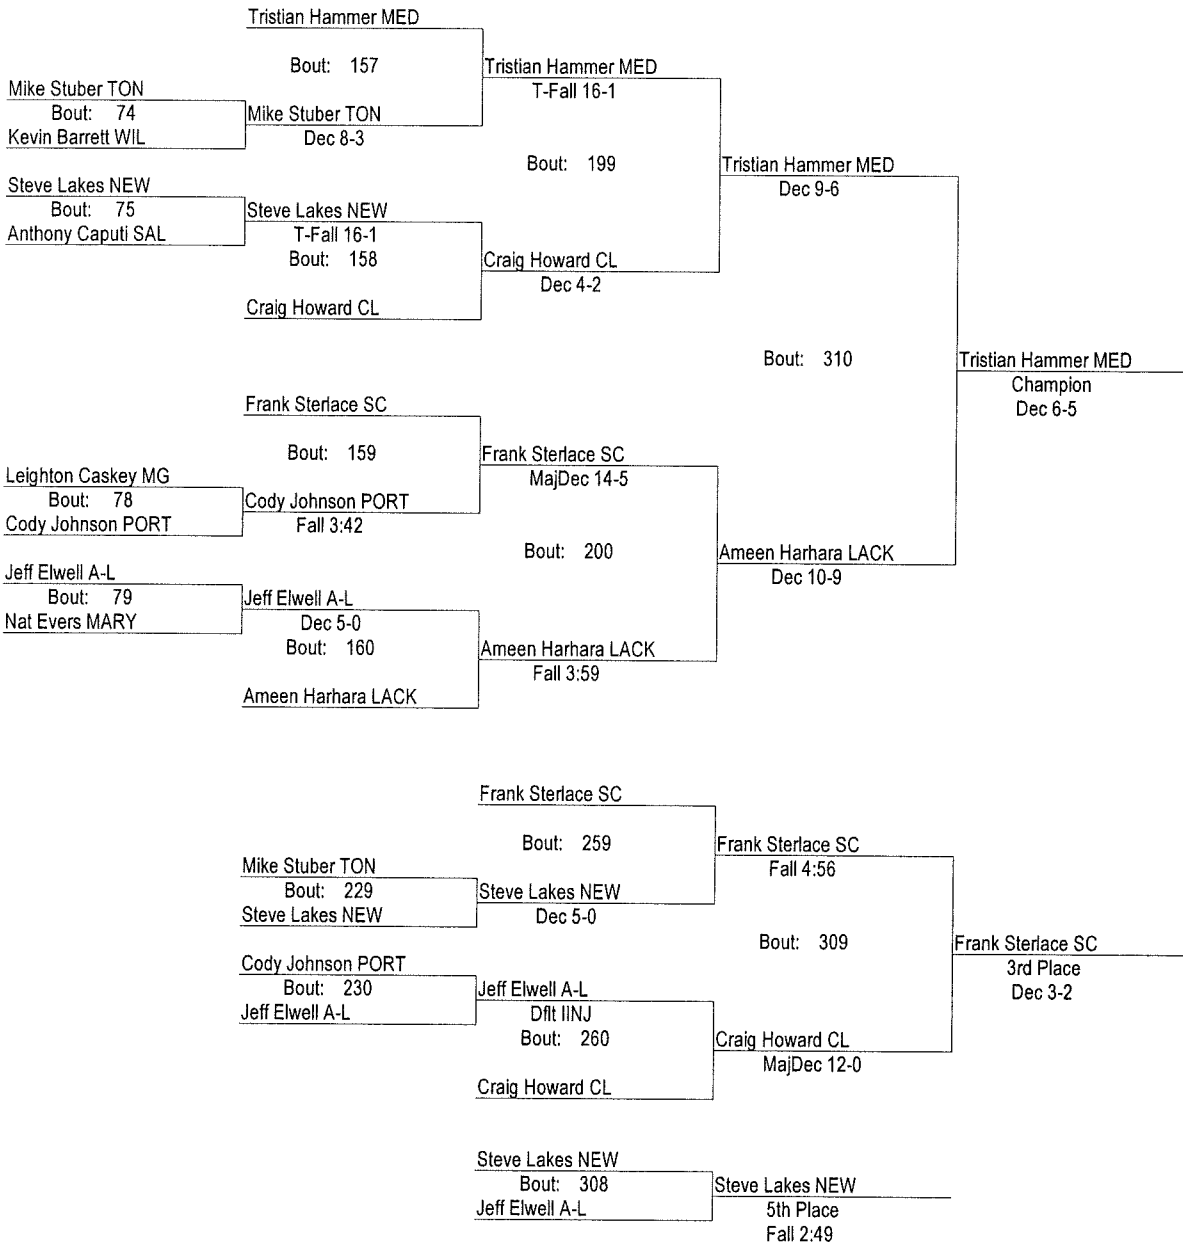 Tristian Hammer MED
Bout: 157
Tristian Hammer MED
T-Fall 16-1
Mike Stuber TON
Bout: 74
Kevin Barrett WIL
Mike Stuber TON
Dec 8-3
Bout: 199
Tristian Hammer MED
Dec 9-6
Steve Lakes NEW
Bout: 75
Anthony Caputi SAL
Steve Lakes NEW
T-Fall 16-1
Bout: 158
Craig Howard CL
Dec 4-2
Craig Howard CL
Bout: 310
Tristian Hammer MED
Champion
Dec 6-5
Frank Sterlace SC
Bout: 159
Frank Sterlace SC
MajDec 14-5
Leighton Caskey MG
Bout: 78
Cody Johnson PORT
Cody Johnson PORT
Fall 3:42
Bout: 200
Ameen Harhara LACK
Dec 10-9
Jeff Elwell A-L
Bout: 79
Nat Evers MARY
Jeff Elwell A-L
Dec 5-0
Bout: 160
Ameen Harhara LACK
Fall 3:59
Ameen Harhara LACK
Frank Sterlace SC
Bout: 259
Frank Sterlace SC
Fall 4:56
Mike Stuber TON
Bout: 229
Steve Lakes NEW
Steve Lakes NEW
Dec 5-0
Bout: 309
Frank Sterlace SC
3rd Place
Dec 3-2
Cody Johnson PORT
Bout: 230
Jeff Elwell A-L
Jeff Elwell A-L
Dflt IINJ
Bout: 260
Craig Howard CL
MajDec 12-0
Craig Howard CL
Steve Lakes NEW
Bout: 308
Jeff Elwell A-L
Steve Lakes NEW
5th Place
Fall 2:49